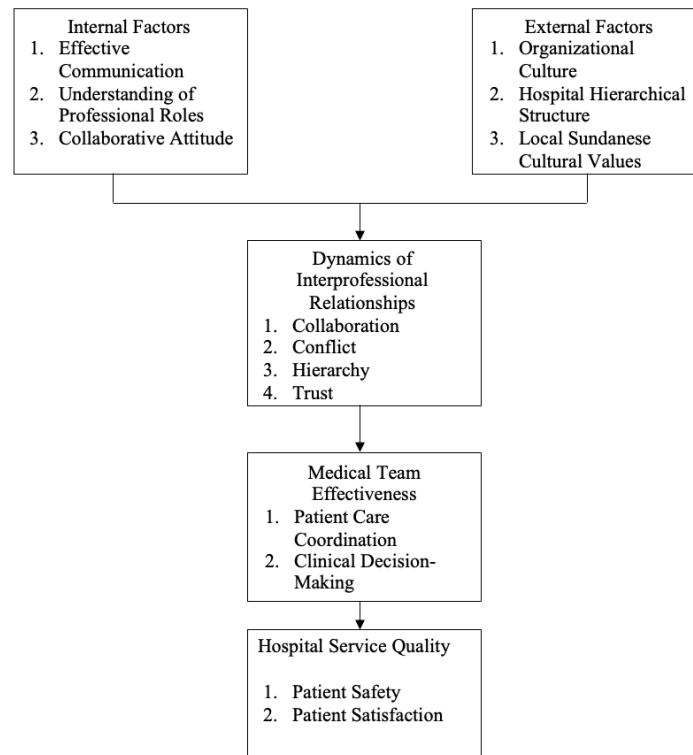 Internal Factors
1. Effective
Communication
2. Understanding of
Professional Roles
3. Collaborative Attitude
External Factors
1. Organizational
Culture
2. Hospital Hierarchical
Structure
3. Local Sundanese
Cultural Values
Dynamics of
Interprofessional
Relationships
1. Collaboration
2. Conflict
3. Hierarchy
4. Trust
Medical Team
Effectiveness
1. Patient Care
Coordination
2. Clinical Decision-
Making
Hospital Service Quality
1. Patient Safety
2. Patient Satisfaction